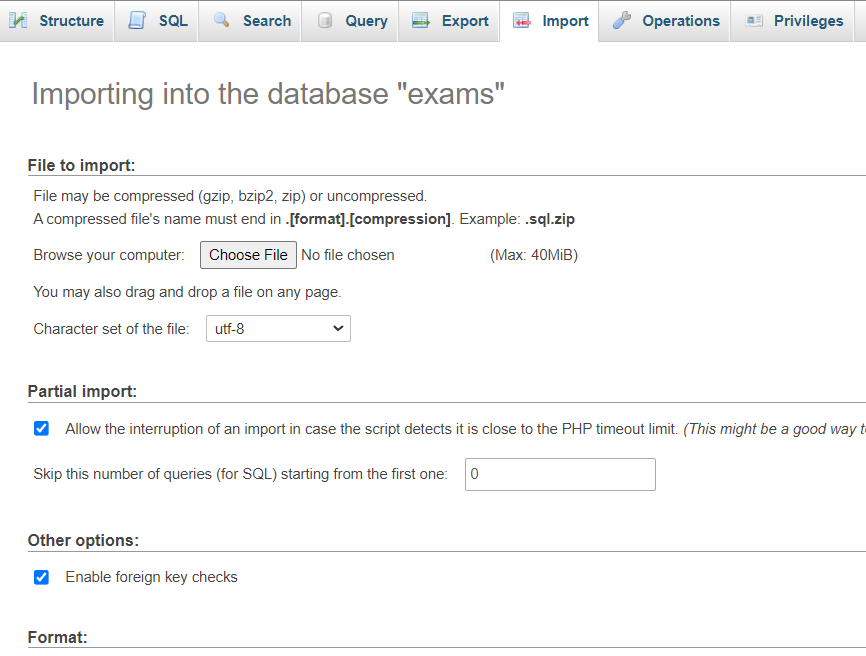 Structure SQL Search Query Export Import Operations Privileges
Importing into the database "exams"
File to import:
File may be compressed (gzip, bzip2, zip) or uncompressed.
A compressed file's name must end in .[format].[compression]. Example: .sql.zip
Browse your computer: Choose File No file chosen (Max: 40MiB)
You may also drag and drop a file on any page.
Character set of the file: utf-8
Partial import:
Allow the interruption of an import in case the script detects it is close to the PHP timeout limit. (This might be a good way
Skip this number of queries (for SQL) starting from the first one: 0
Other options:
Enable foreign key checks
Format: